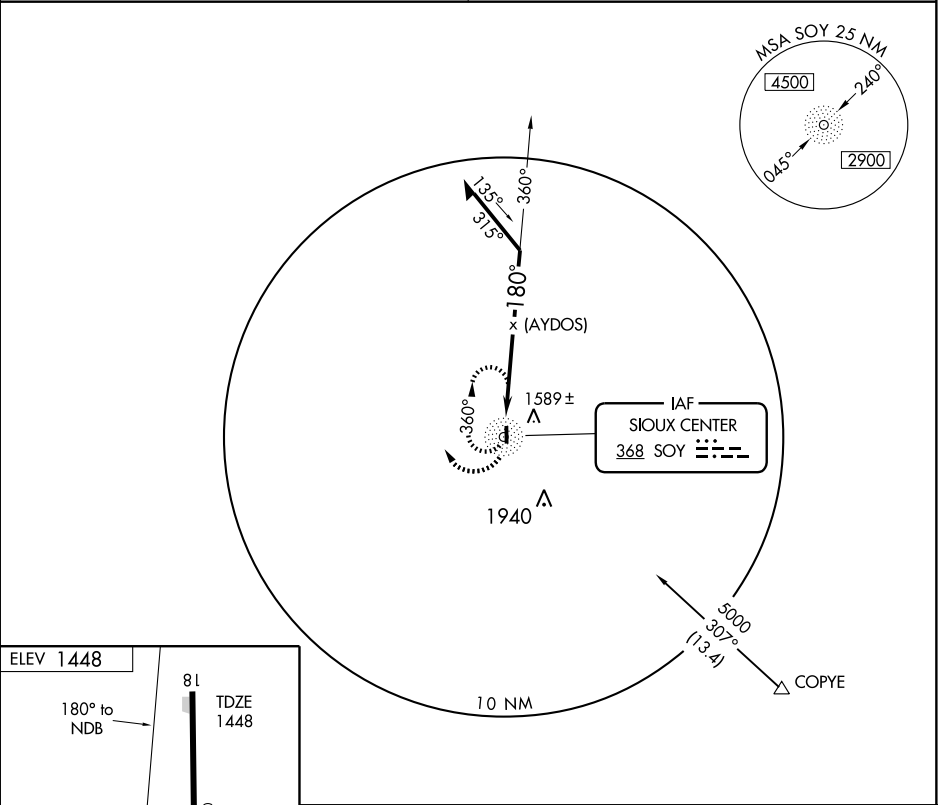 MSA SOY 25 NM
4500
240°
045°
2900
360°
135°
315°
180°
x (AYDOS)
360°
1589 ±
IAF
SIOUX CENTER
368 SOY
1940
5000
307°
(13.4)
COPYE
10 NM
ELEV 1448
180° to
NDB
18
TDZE
1448